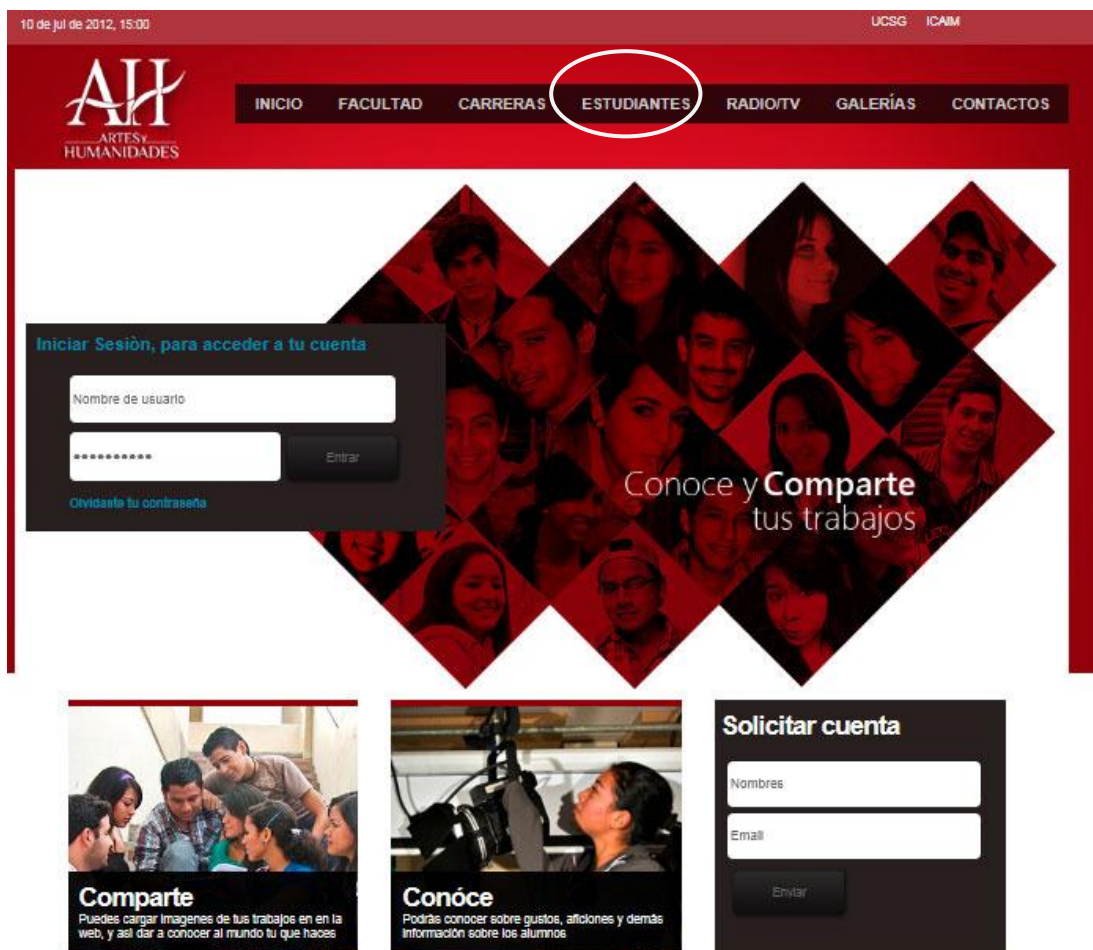 10 de jul de 2012, 15:00
UCSG ICAIM
AH
ARTES Y
HUMANIDADES
INICIO FACULTAD CARRERAS ESTUDIANTES RADIO/TV GALERÍAS CONTACTOS
Iniciar Sesiòn, para acceder a tu cuenta
Nombre de usuario
**********
Entrar
Olvidaste tu contraseña
Conoce y Comparte
tus trabajos
Comparte
Puedes cargar imagenes de tus trabajos en en la
web, y asi dar a conocer al mundo tu que haces
Conóce
Podràs conocer sobre gustos, aficiones y demàs
información sobre los alumnos
Solicitar cuenta
Nombres
Email
Enviar